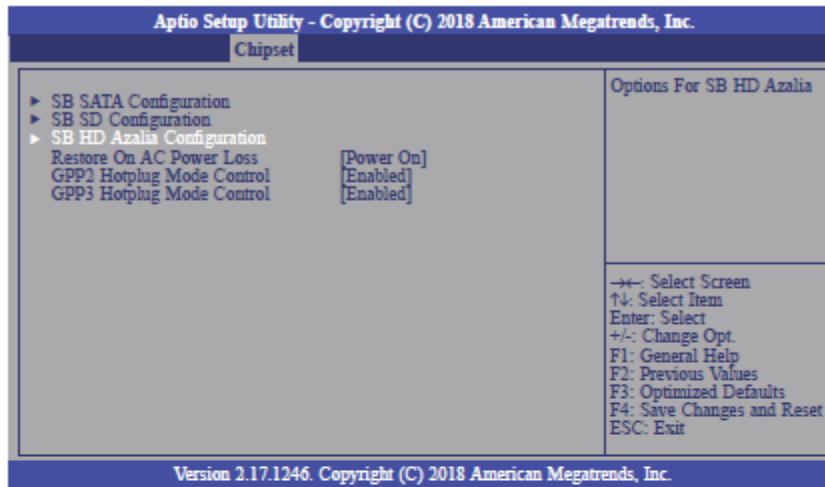 Aptio Setup Utility - Copyright (C) 2018 American Megatrends, Inc.
Chipset
► SB SATA Configuration
► SB SD Configuration
► SB HD Azalia Configuration
Restore On AC Power Loss [Power On]
GPP2 Hotplug Mode Control [Enabled]
GPP3 Hotplug Mode Control [Enabled]
Options For SB HD Azalia
→←: Select Screen
↑↓: Select Item
Enter: Select
+/-: Change Opt.
F1: General Help
F2: Previous Values
F3: Optimized Defaults
F4: Save Changes and Reset
ESC: Exit
Version 2.17.1246. Copyright (C) 2018 American Megatrends, Inc.